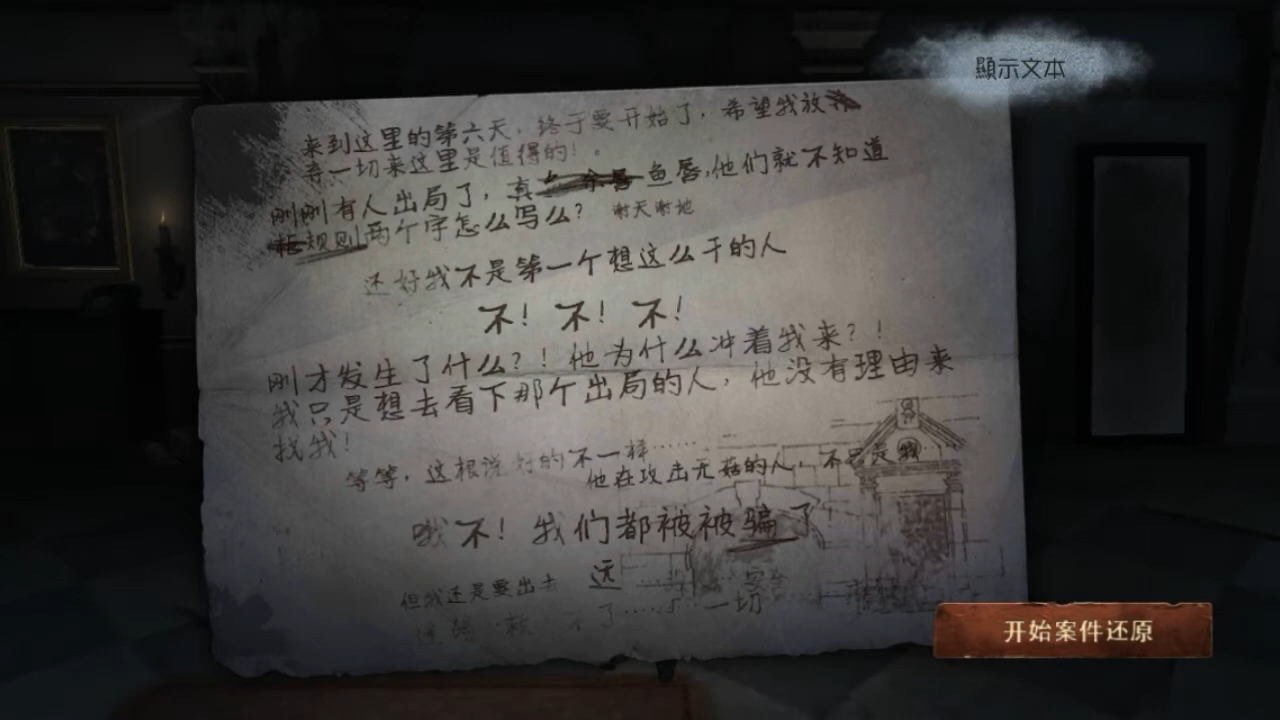 顯示文本
来到这里的第六天，终于要开始了，希望我放
弃一切来这里是值得的！。
刚刚有人出局了，真 鱼唇,他们就不知道
规则两个字怎么写么？ 谢天谢地
还好我不是第一个想这么干的人
不！不！不！
刚才发生了什么？！他为什么冲着我来？！
我只是想去看下那个出局的人，他没有理由来
找我！
等等，这根说好的不一样……
他在攻击无菇的人，不只是我……
哦不！我们都被被骗了
但我还是要出去 远
一切
开始案件还原